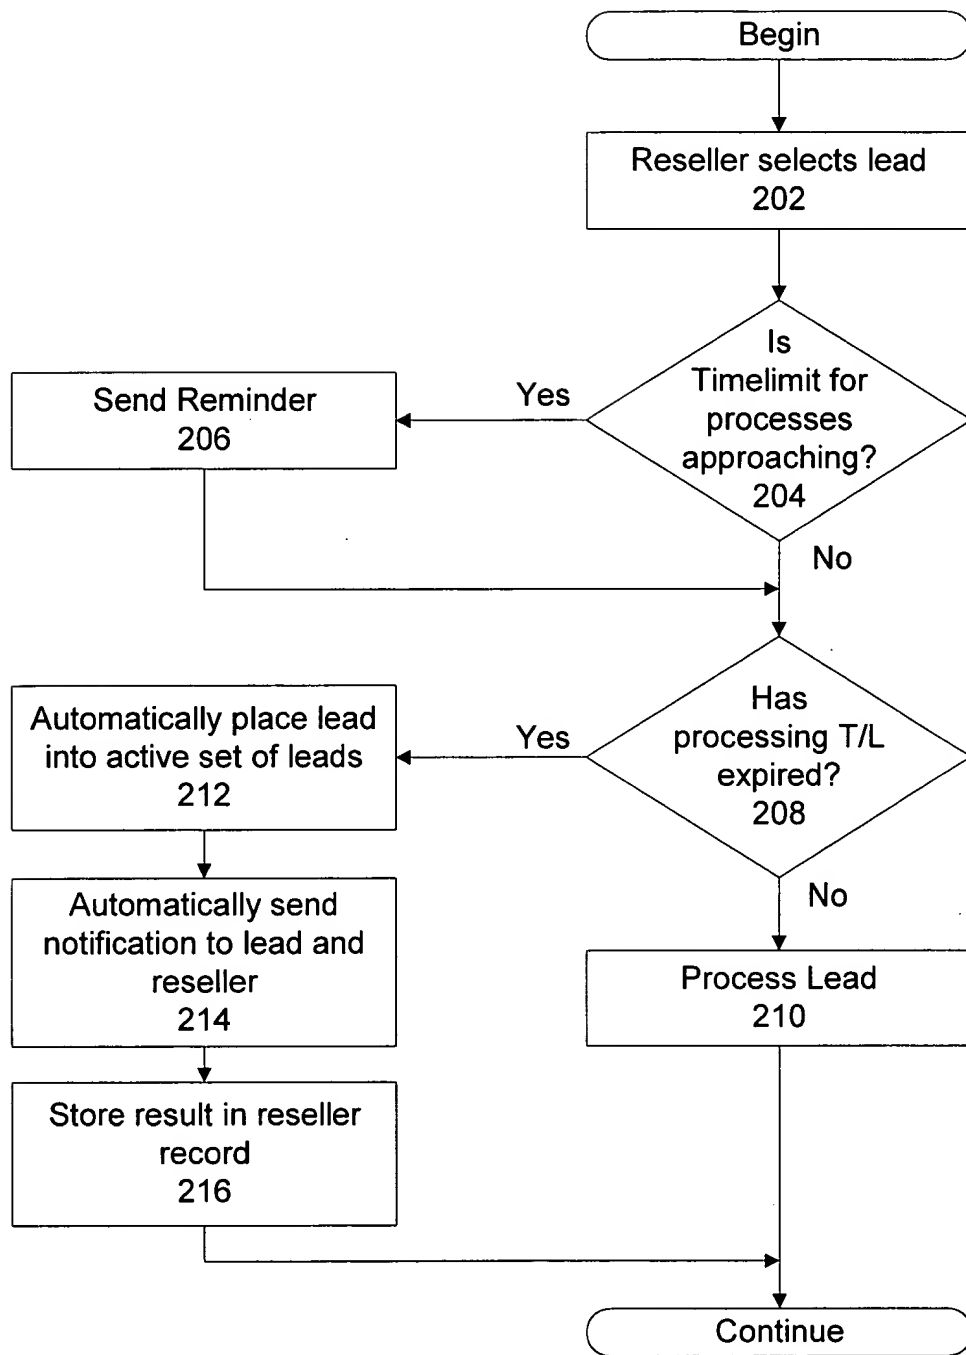 Begin
Reseller selects lead
202
Is
Timelimit for
processes
approaching?
204
Yes
Send Reminder
206
No
Has
processing T/L
expired?
208
Yes
Automatically place lead
into active set of leads
212
No
Automatically send
notification to lead and
reseller
214
Process Lead
210
Store result in reseller
record
216
Continue